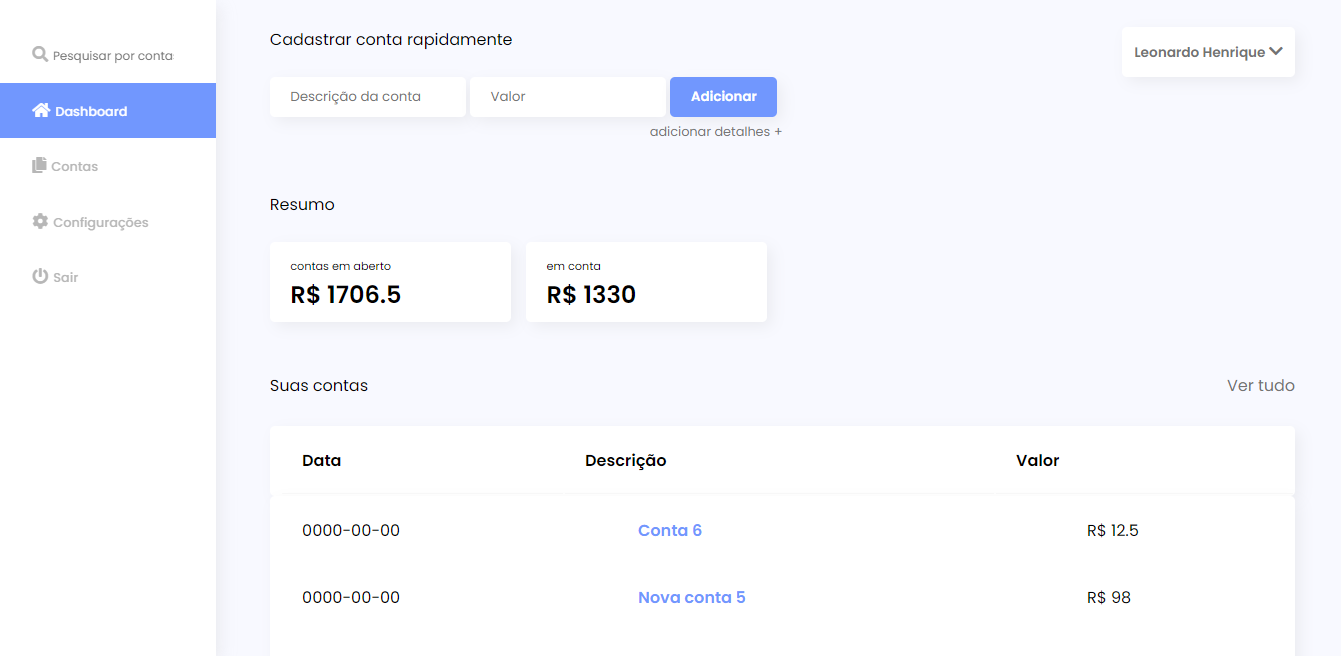 Pesquisar por conta
Dashboard
Contas
Configurações
Sair
Cadastrar conta rapidamente
Leonardo Henrique
Descrição da conta Valor Adicionar
adicionar detalhes +
Resumo
contas em aberto
R$ 1706.5
em conta
R$ 1330
Suas contas Ver tudo
Data Descrição Valor
0000-00-00 Conta 6 R$ 12.5
0000-00-00 Nova conta 5 R$ 98